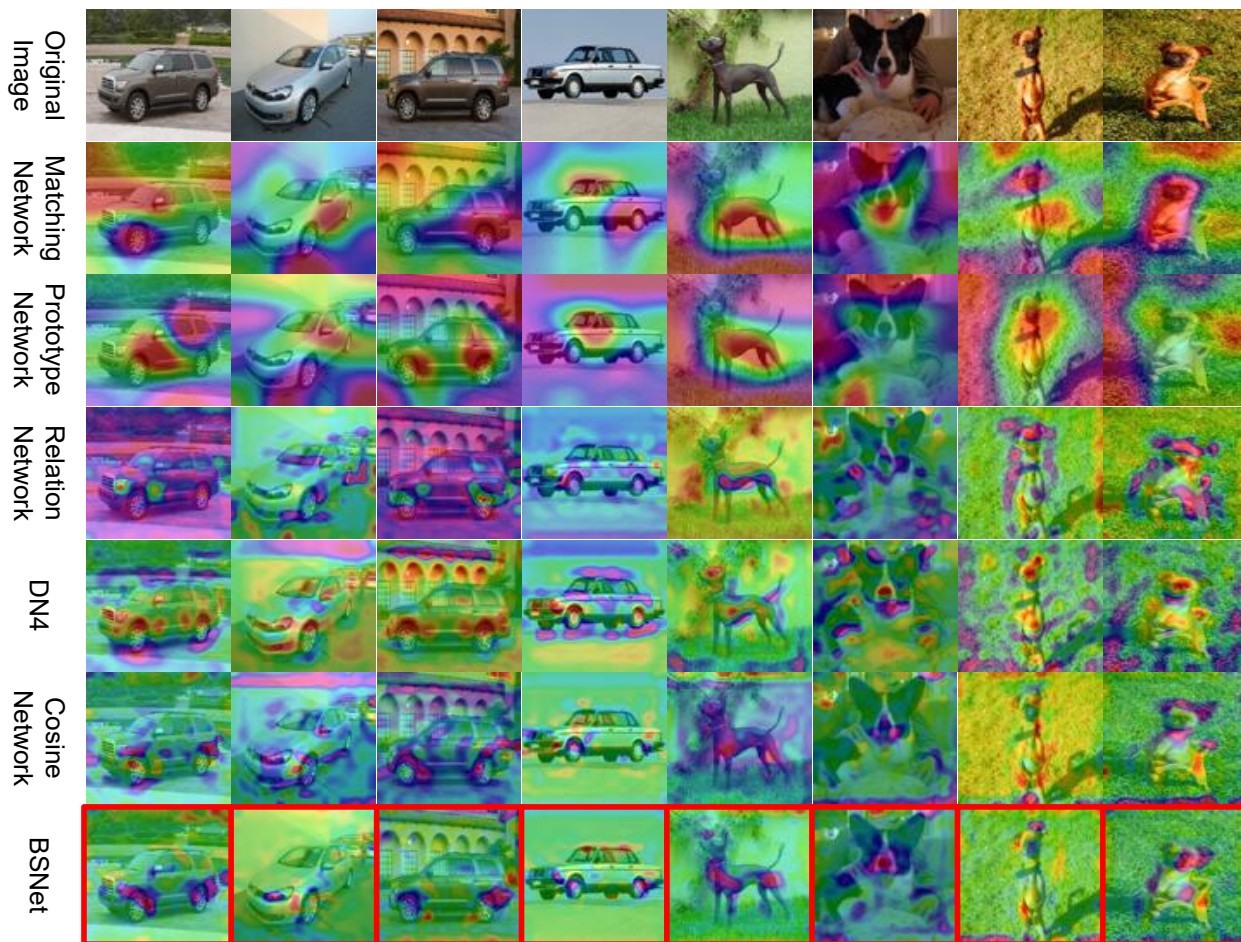 Original
Image
Matching
Network
Prototype
Network
Relation
Network
DN4
Cosine
Network
BSNet